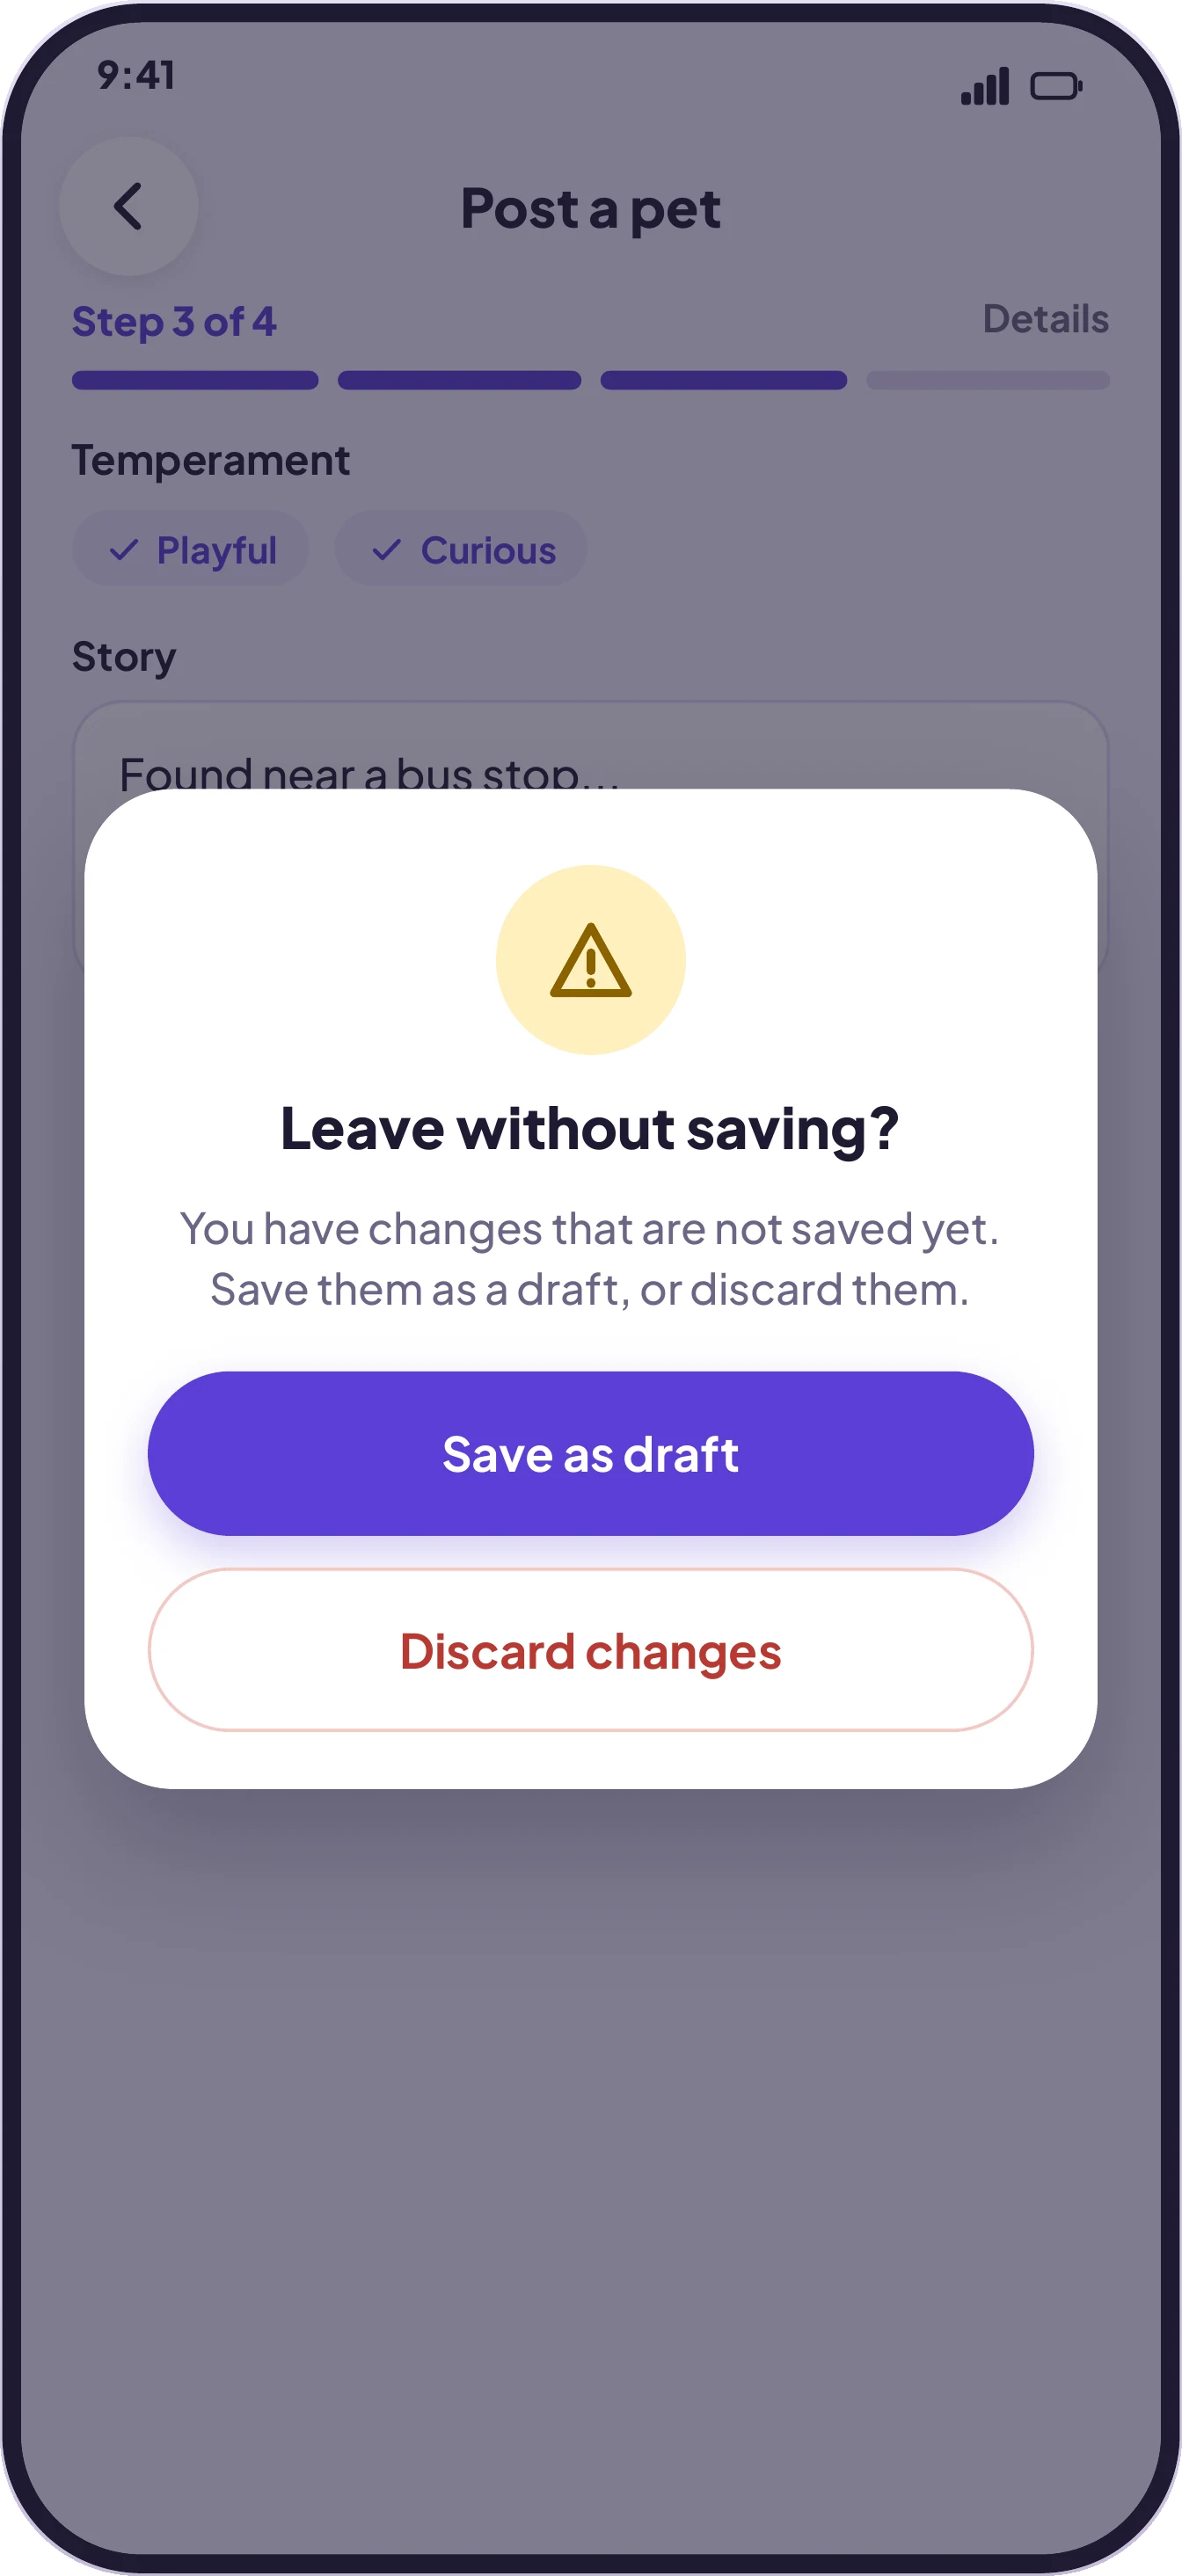 9:41
Post a pet
Step 3 of 4
Details
Temperament
Playful
Curious
Story
Found near a bus stop...
Leave without saving?
You have changes that are not saved yet.
Save them as a draft, or discard them.
Save as draft
Discard changes